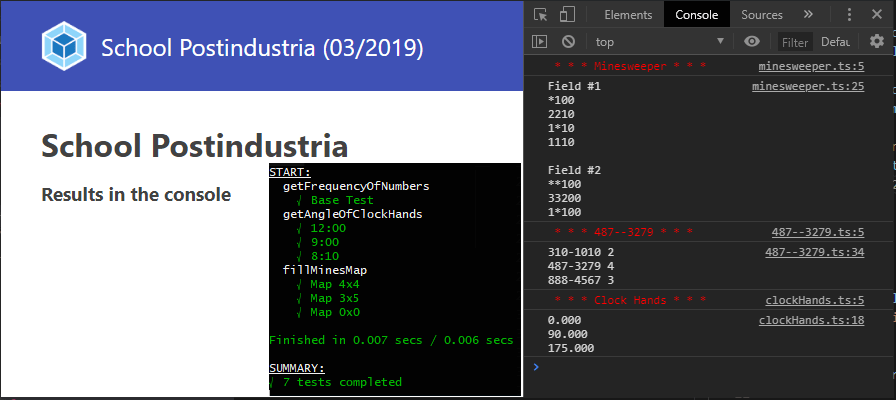 School Postindustria (03/2019)
School Postindustria
Results in the console
START:
getFrequencyOfNumbers
√ Base Test
getAngleOfClockHands
√ 12:00
√ 9:00
√ 8:10
fillMinesMap
√ Map 4x4
√ Map 3x5
√ Map 0x0
Finished in 0.007 secs / 0.006 secs
SUMMARY:
√ 7 tests completed
Elements Console Sources »
top ▼ Filter Defau
* * * Minesweeper * * * minesweeper.ts:5
Field #1 minesweeper.ts:25
*100
2210
1*10
1110
Field #2
**100
33200
1*100
* * * 487--3279 * * * 487--3279.ts:5
310-1010 2 487--3279.ts:34
487-3279 4
888-4567 3
* * * Clock Hands * * * clockHands.ts:5
0.000 clockHands.ts:18
90.000
175.000
>